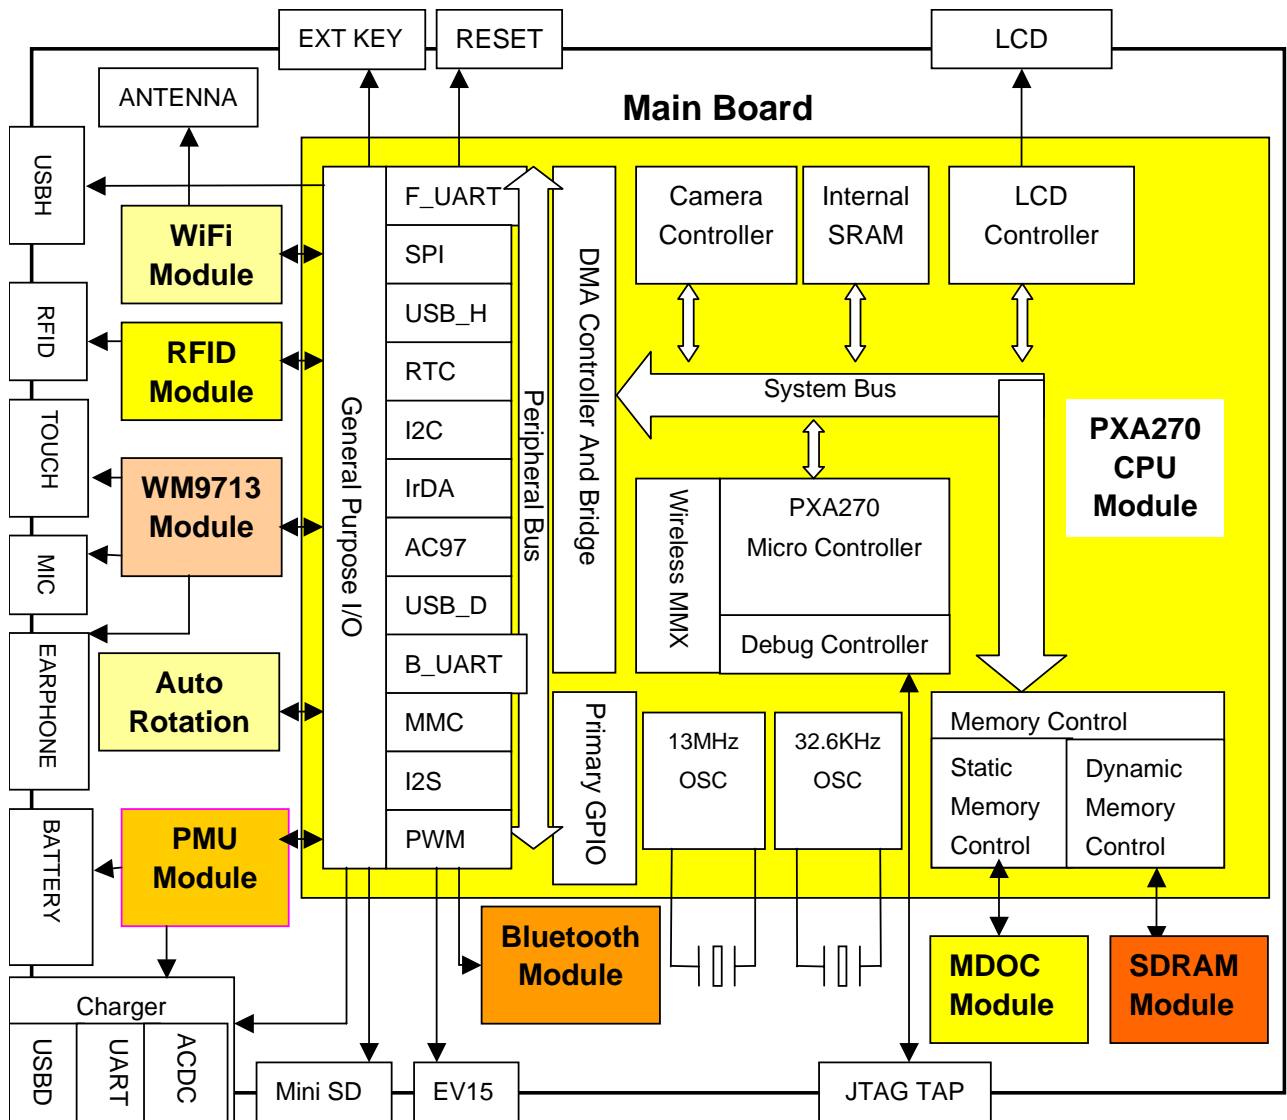 EXT KEY
RESET
LCD
ANTENNA
Main Board
USBH
WiFi
Module
RFID
RFID
Module
TOUCH
WM9713
Module
MIC
EARPHONE
Auto
Rotation
BATTERY
PMU
Module
Charger
USBD
UART
ACDC
General Purpose I/O
F_UART
SPI
USB_H
RTC
I2C
IrDA
AC97
USB_D
B_UART
MMC
I2S
PWM
Peripheral Bus
DMA Controller And Bridge
Primary GPIO
Camera
Controller
Internal
SRAM
LCD
Controller
System Bus
PXA270
CPU
Module
Wireless MMX
PXA270
Micro Controller
Debug Controller
13MHz
OSC
32.6KHz
OSC
Memory Control
Static
Memory
Control
Dynamic
Memory
Control
Bluetooth
Module
MDOC
Module
SDRAM
Module
Mini SD
EV15
JTAG TAP